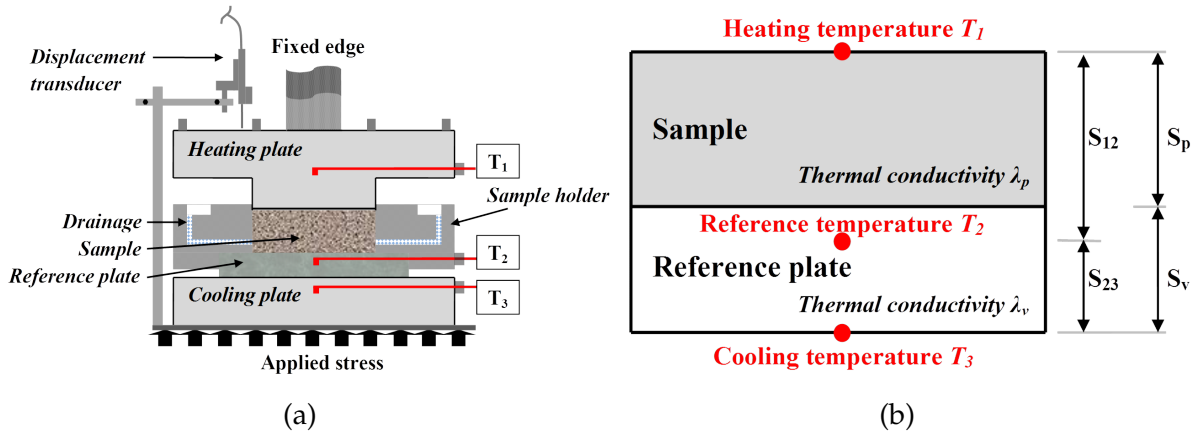 Displacement
transducer
Fixed edge
Heating plate
T1
Sample holder
Drainage
Sample
Reference plate
T2
Cooling plate
T3
Applied stress
(a)
Heating temperature T1
Sample
Thermal conductivity λp
Reference temperature T2
Reference plate
Thermal conductivity λv
Cooling temperature T3
S12
Sp
S23
Sv
(b)